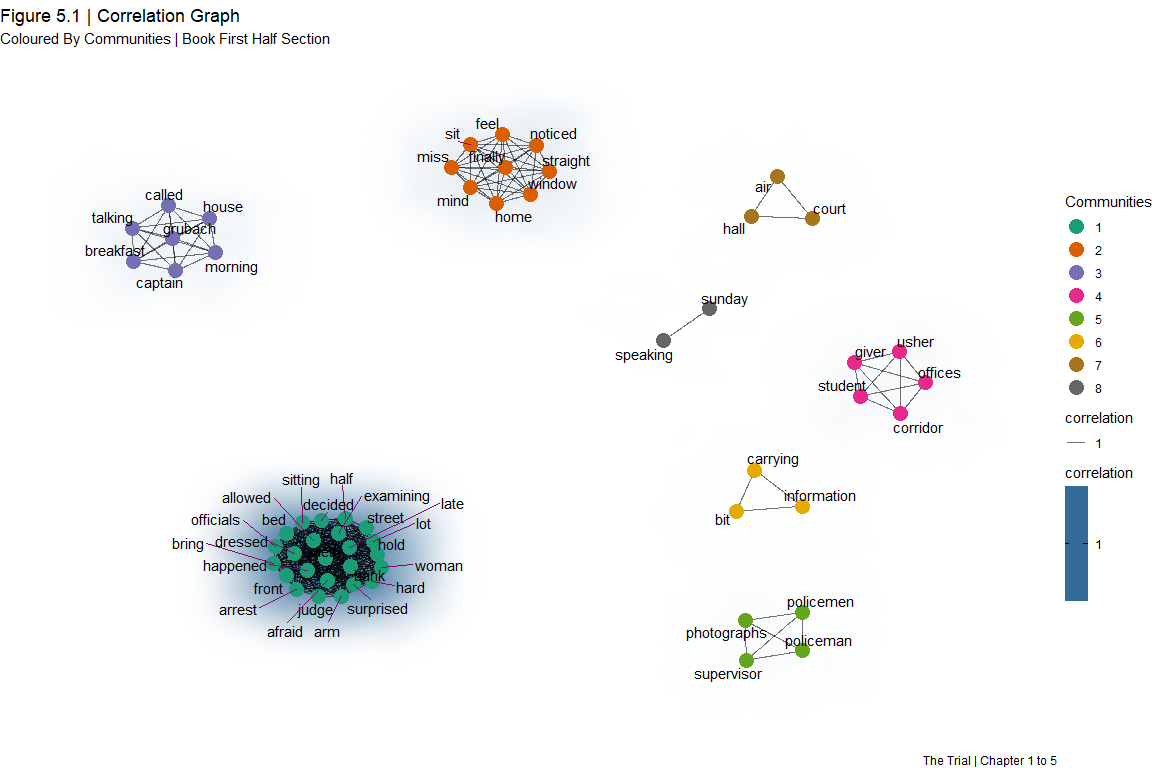 Figure 5.1 | Correlation Graph
Coloured By Communities | Book First Half Section
feel
sit
noticed
miss
finally
straight
window
mind
home
called
house
talking
grubach
breakfast
morning
captain
air
court
hall
sunday
speaking
usher
giver
offices
student
corridor
carrying
information
bit
policemen
photographs
policeman
supervisor
sitting
half
allowed
examining
late
decided
officials
bed
street
lot
bring
dressed
hold
happened
woman
front
hard
arrest
judge
surprised
afraid
arm
Communities
1
2
3
4
5
6
7
8
correlation
1
correlation
1
The Trial | Chapter 1 to 5